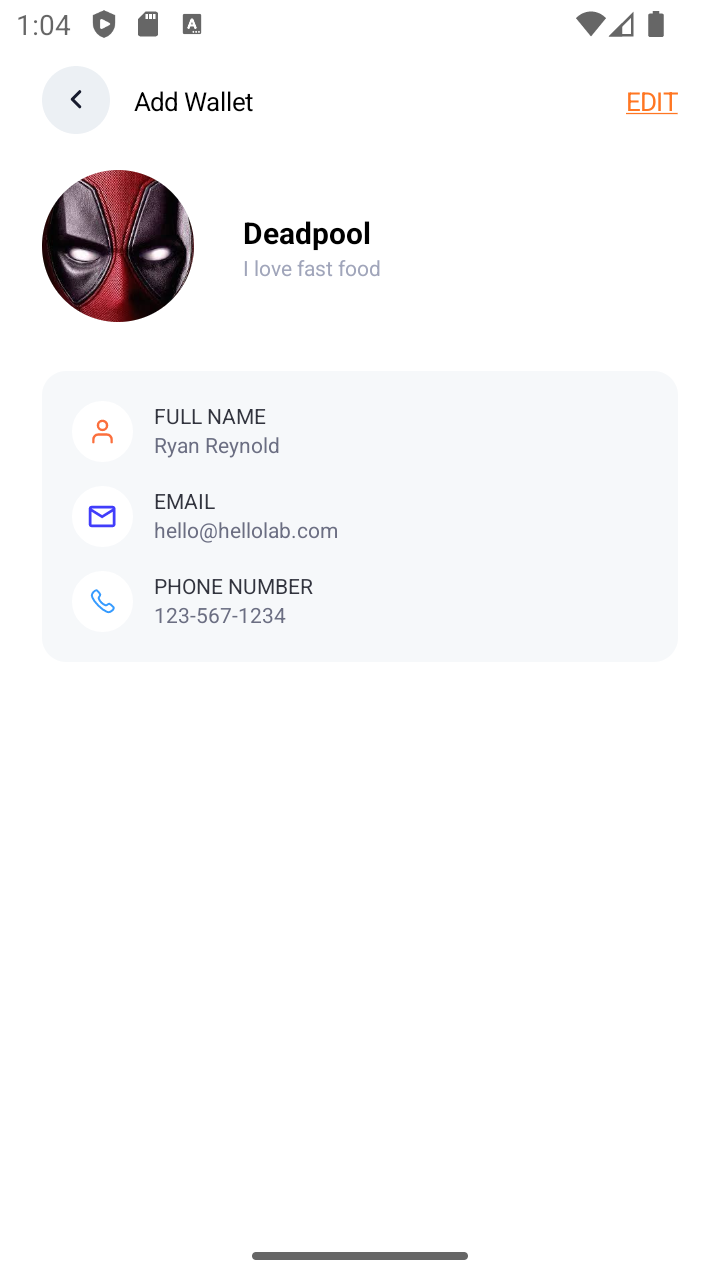 1:04
Add Wallet
EDIT
Deadpool
I love fast food
FULL NAME
Ryan Reynold
EMAIL
hello@hellolab.com
PHONE NUMBER
123-567-1234